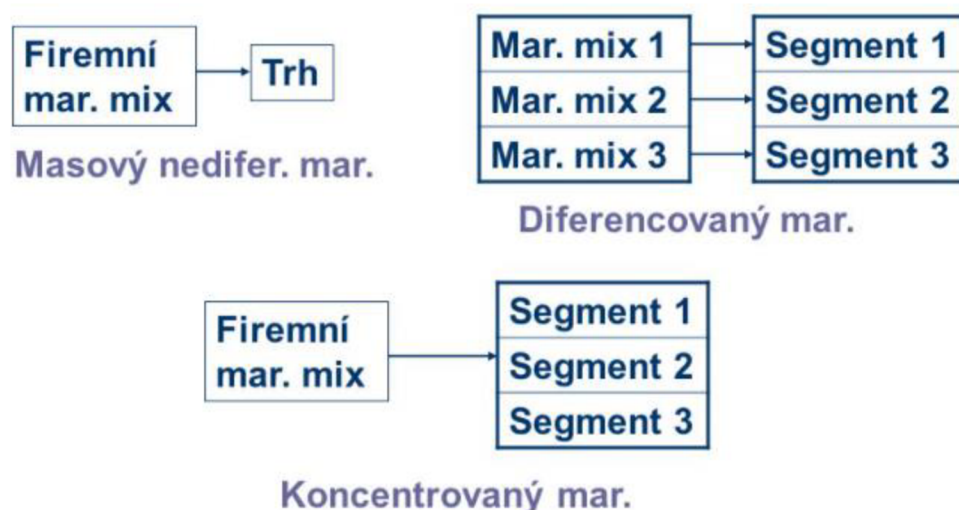 Firemní
mar. mix
Trh
Masový nedifer. mar.
Mar. mix 1
Segment 1
Mar. mix 2
Segment 2
Mar. mix 3
Segment 3
Diferencovaný mar.
Firemní
mar. mix
Segment 1
Segment 2
Segment 3
Koncentrovaný mar.